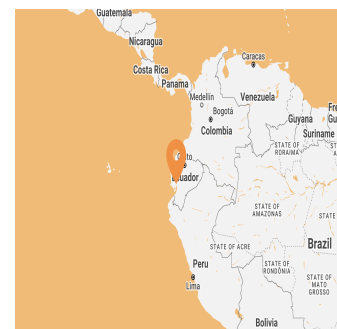 Guatemala
Nicaragua
Caracas
Costa Rica
Panama
Medellín
Venezuela
Bogotá
Guyana
Colombia
Suriname
STATE OF
RORAIMA
Ecuador
STATE OF
AMAZONAS
STATE
STATE OF ACRE
Brazil
Peru
STATE OF
RONDÔNIA
STATE OF
MATO
GROSSO
Lima
Bolivia